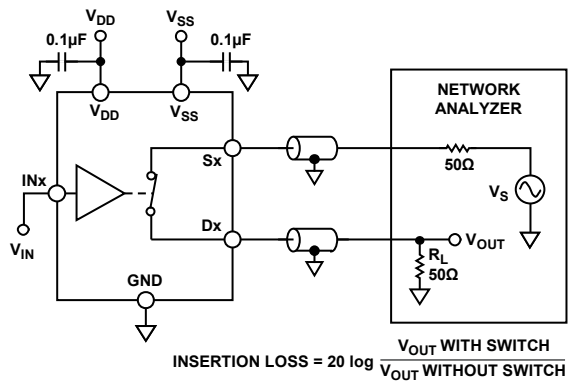 V_DD V_SS
0.1µF 0.1µF
V_DD V_SS
NETWORK
ANALYZER
Sx
50Ω
V_S
INx
V_IN
Dx
V_OUT
R_L
50Ω
GND
INSERTION LOSS = 20 log V_OUT WITH SWITCH
V_OUT WITHOUT SWITCH